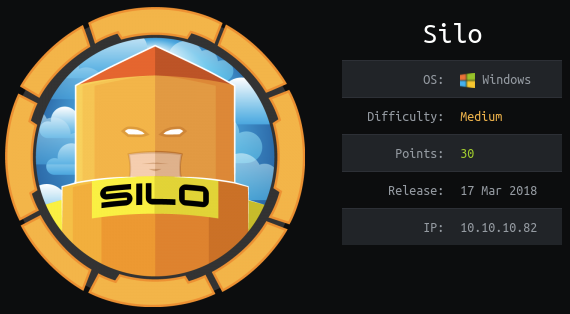 SILO
Silo
OS: Windows
Difficulty: Medium
Points: 30
Release: 17 Mar 2018
IP: 10.10.10.82